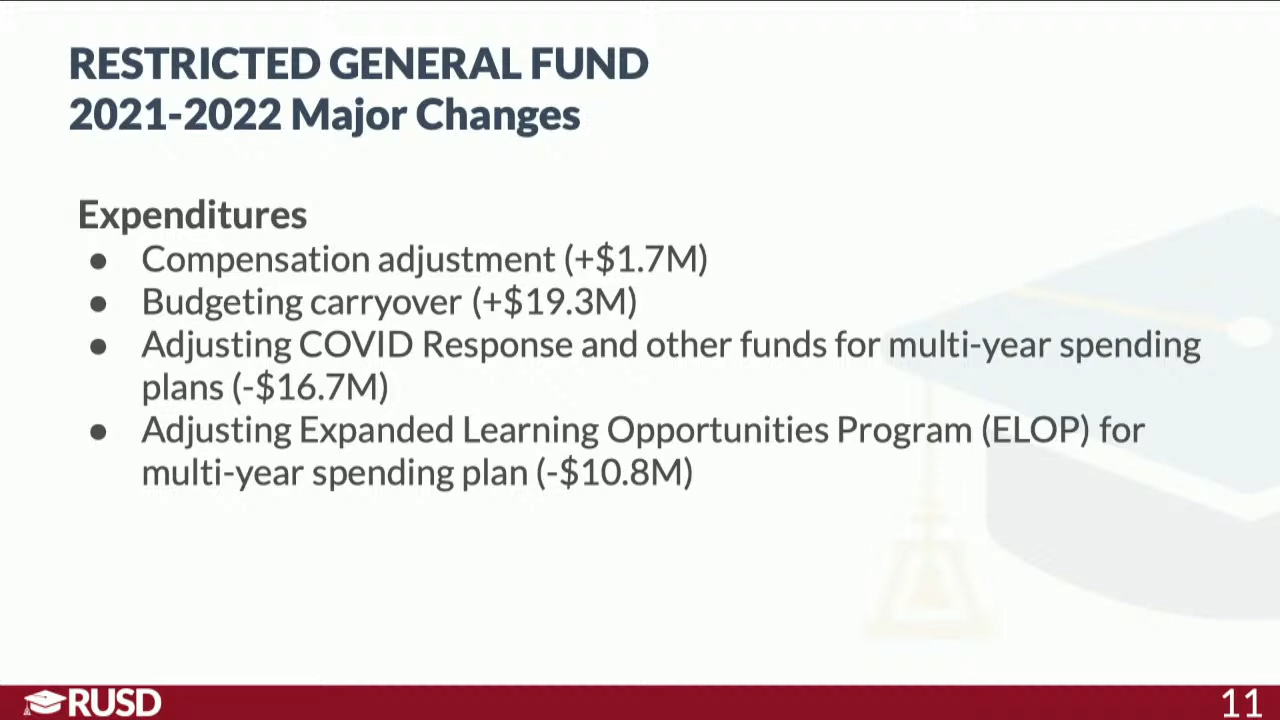 RESTRICTED GENERAL FUND
2021-2022 Major Changes
Expenditures
● Compensation adjustment (+$1.7M)
● Budgeting carryover (+$19.3M)
● Adjusting COVID Response and other funds for multi-year spending
plans (-$16.7M)
● Adjusting Expanded Learning Opportunities Program (ELOP) for
multi-year spending plan (-$10.8M)
RUSD
11